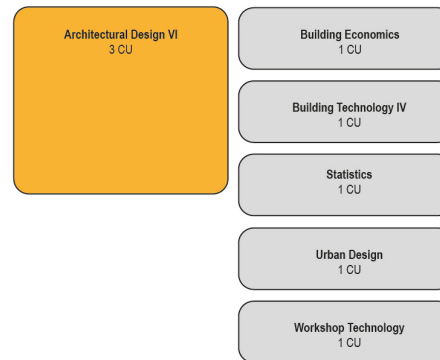 Architectural Design VI
3 CU
Building Economics
1 CU
Building Technology IV
1 CU
Statistics
1 CU
Urban Design
1 CU
Workshop Technology
1 CU